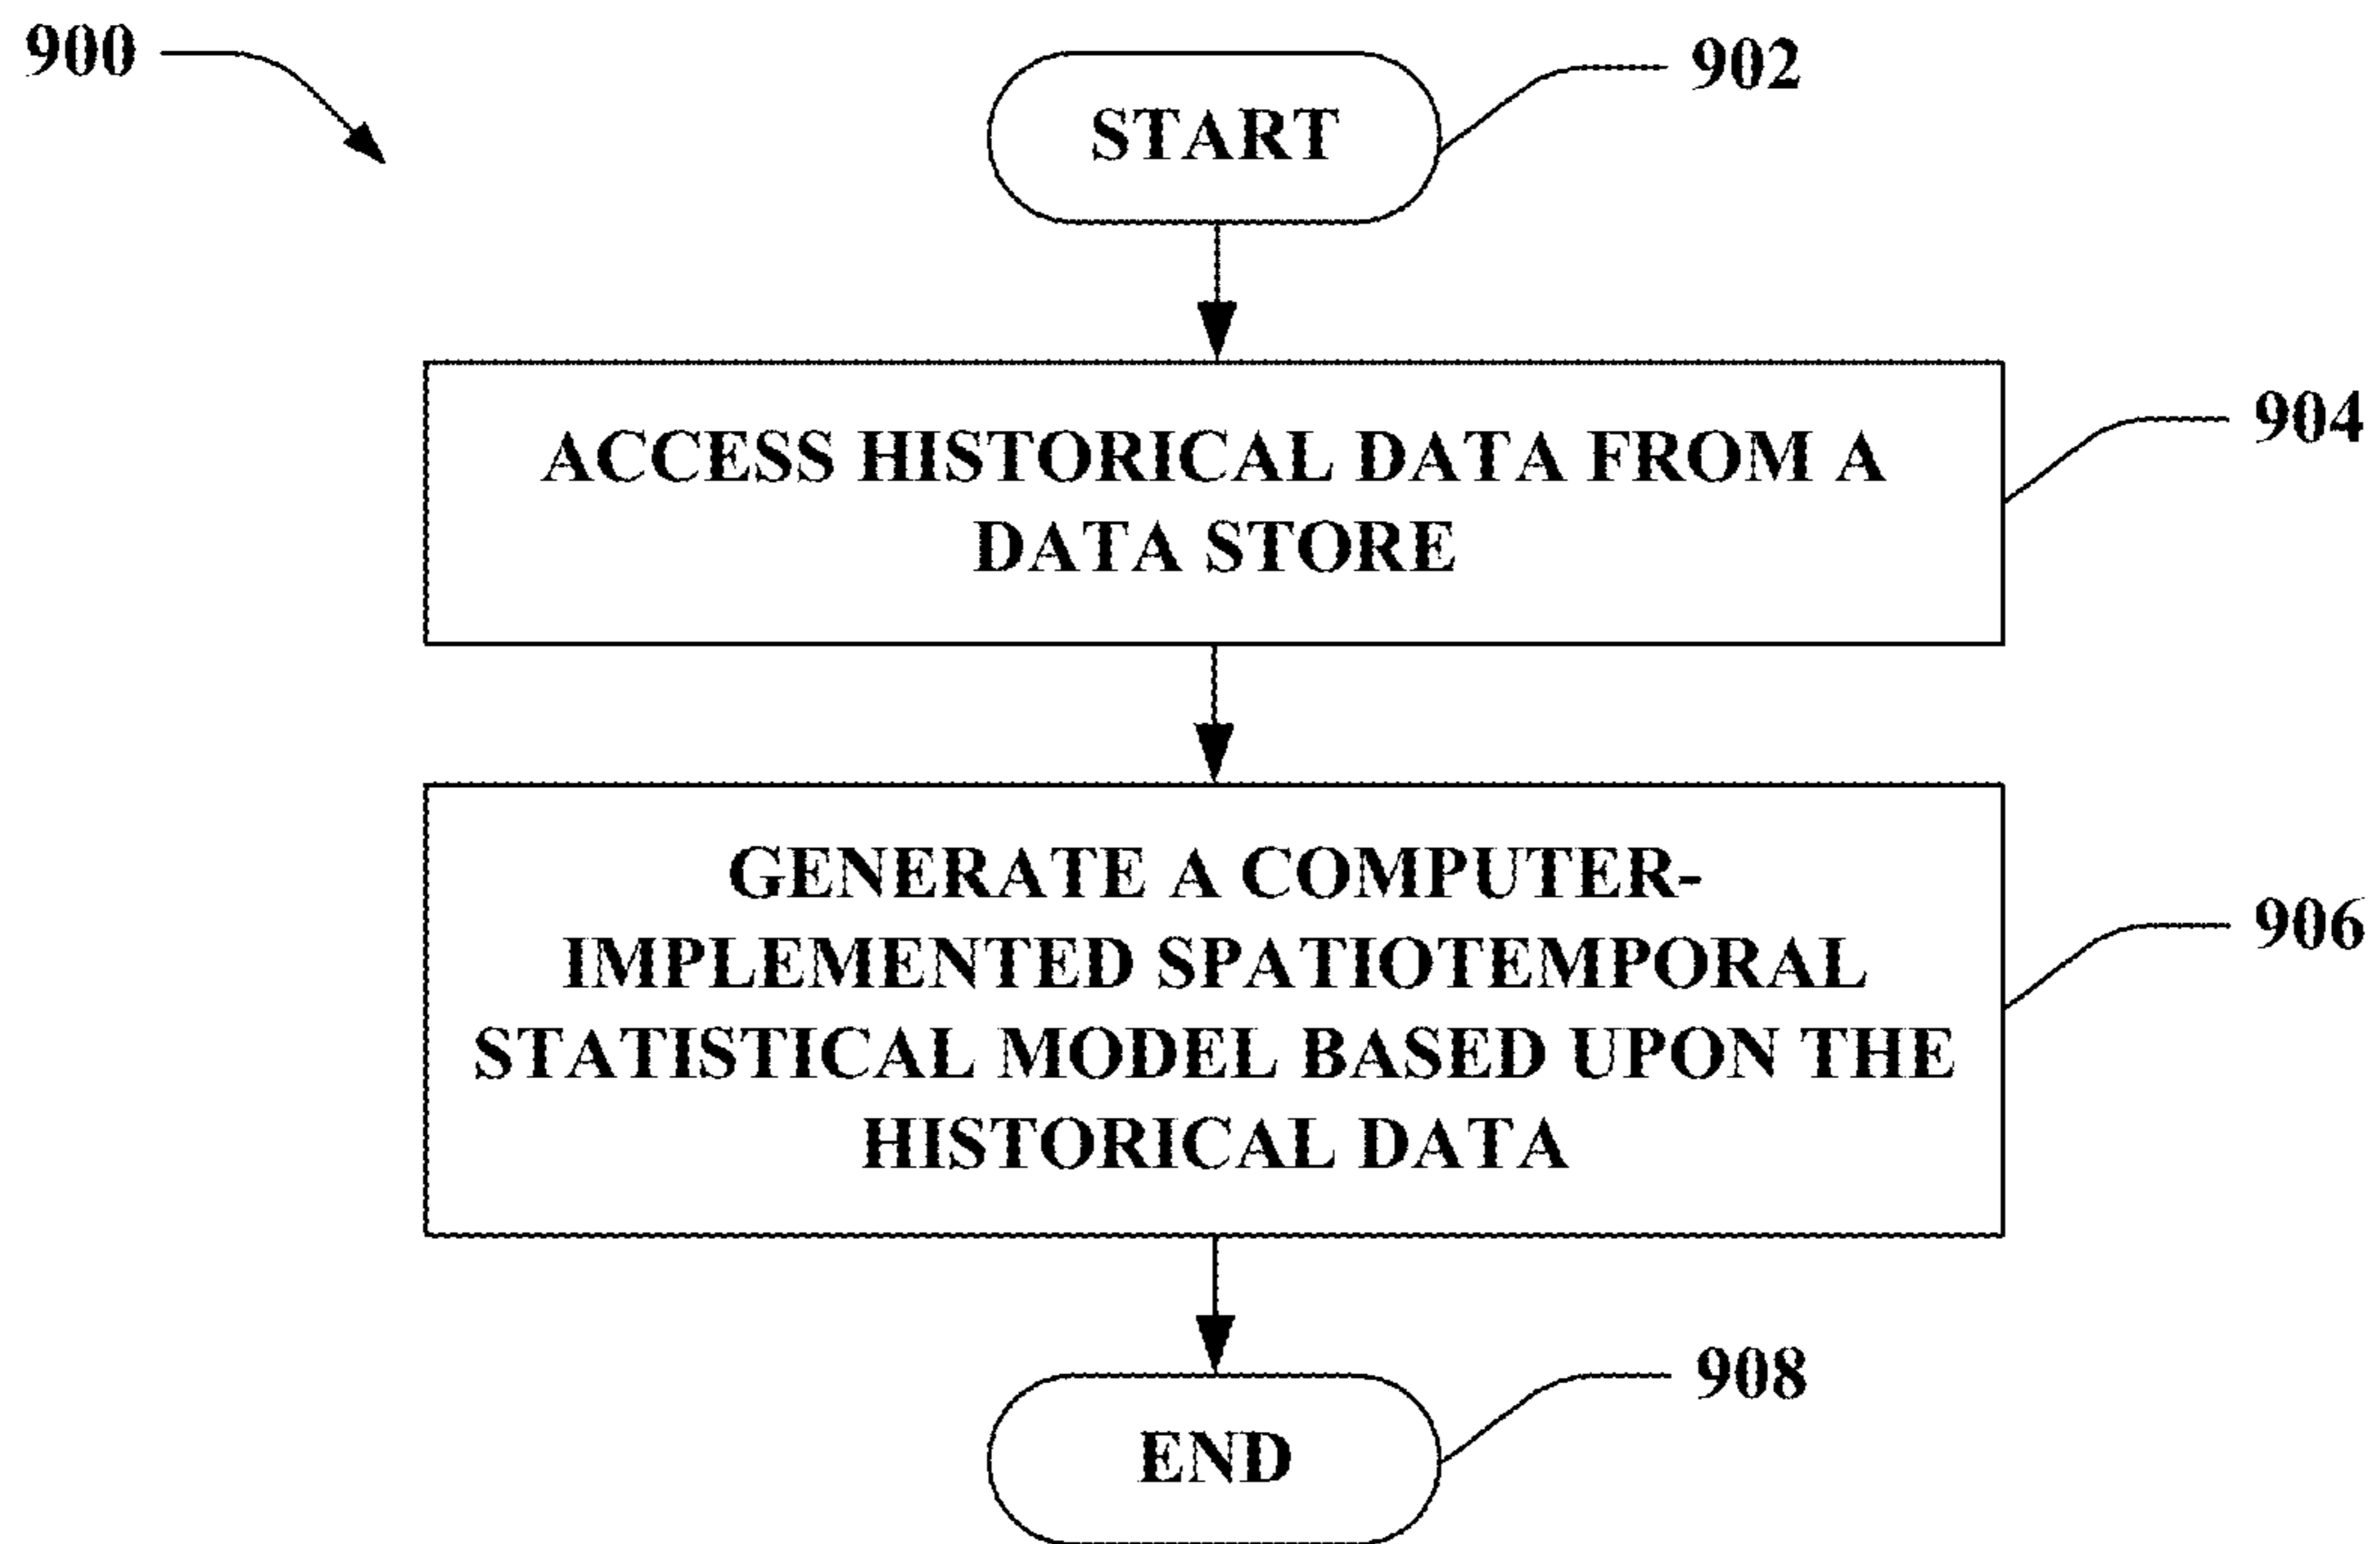 900
START
902
ACCESS HISTORICAL DATA FROM A
DATA STORE
904
GENERATE A COMPUTER-
IMPLEMENTED SPATIOTEMPORAL
STATISTICAL MODEL BASED UPON THE
HISTORICAL DATA
906
END
908